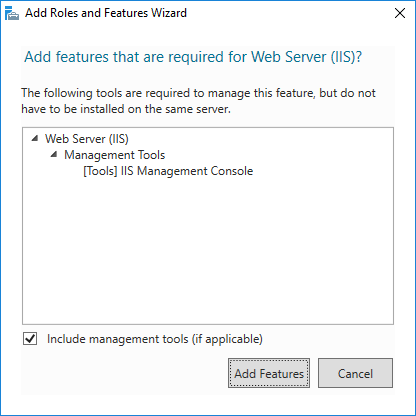 Add Roles and Features Wizard
Add features that are required for Web Server (IIS)?
The following tools are required to manage this feature, but do not
have to be installed on the same server.
Web Server (IIS)
Management Tools
[Tools] IIS Management Console
Include management tools (if applicable)
Add Features
Cancel